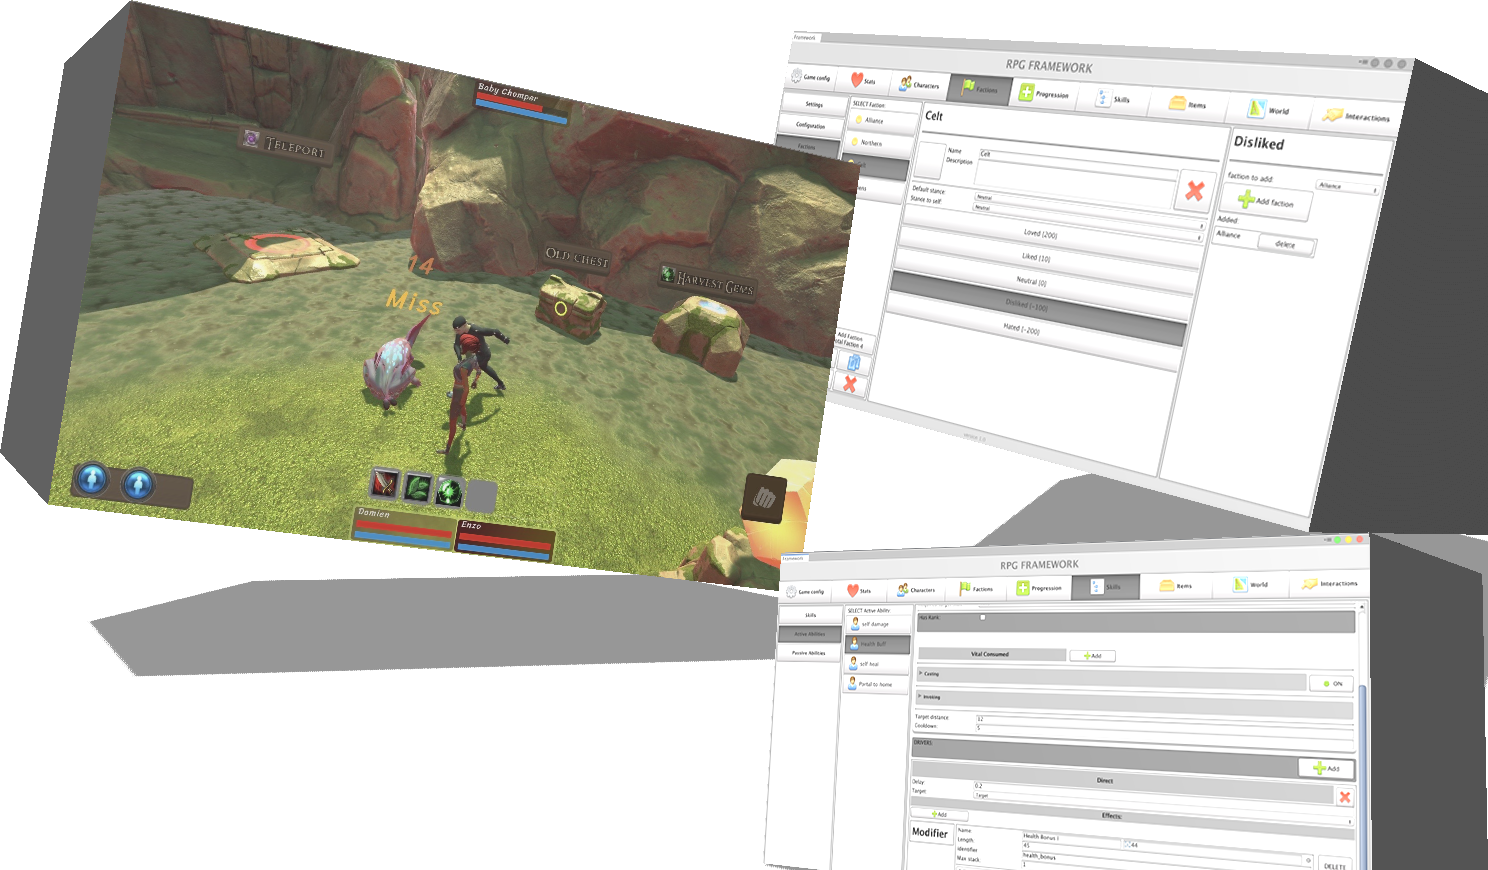 Baby Chomper
TELEPORT
OLD CHEST
HARVEST GEMS
14
Miss
Damien
Enzo
Framework
RPG FRAMEWORK
Game config
Stats
Characters
Factions
Progression
Skills
Items
World
Interactions
Settings
Configuration
Factions
SELECT Faction:
Alliance
Northern
Celt
Name
Celt
Description
Default stance:
Neutral
Stance to self:
Neutral
Loved (200)
Liked (10)
Neutral (0)
Disliked (-100)
Hated (-200)
Disliked
faction to add
Alliance
Add faction
Added:
Alliance
delete
Add Faction
Framework
RPG FRAMEWORK
Game config
Stats
Characters
Factions
Progression
Skills
Items
World
Interactions
Skills
Active Abilities
Passive Abilities
SELECT Active Ability:
self damage
Health buff
self heal
Portal to home
Has Rank:
Vital Consumed
Add
Casting
ON
Invoking
Target distance
12
Cooldown:
5
DRIVERS:
Add
Direct
Delay:
0.2
Target
Target
Add
Effects:
Modifier
Name:
Health Bonus I
Length:
45
:44
Identifier
health_bonus
Max stack
1
DELETE